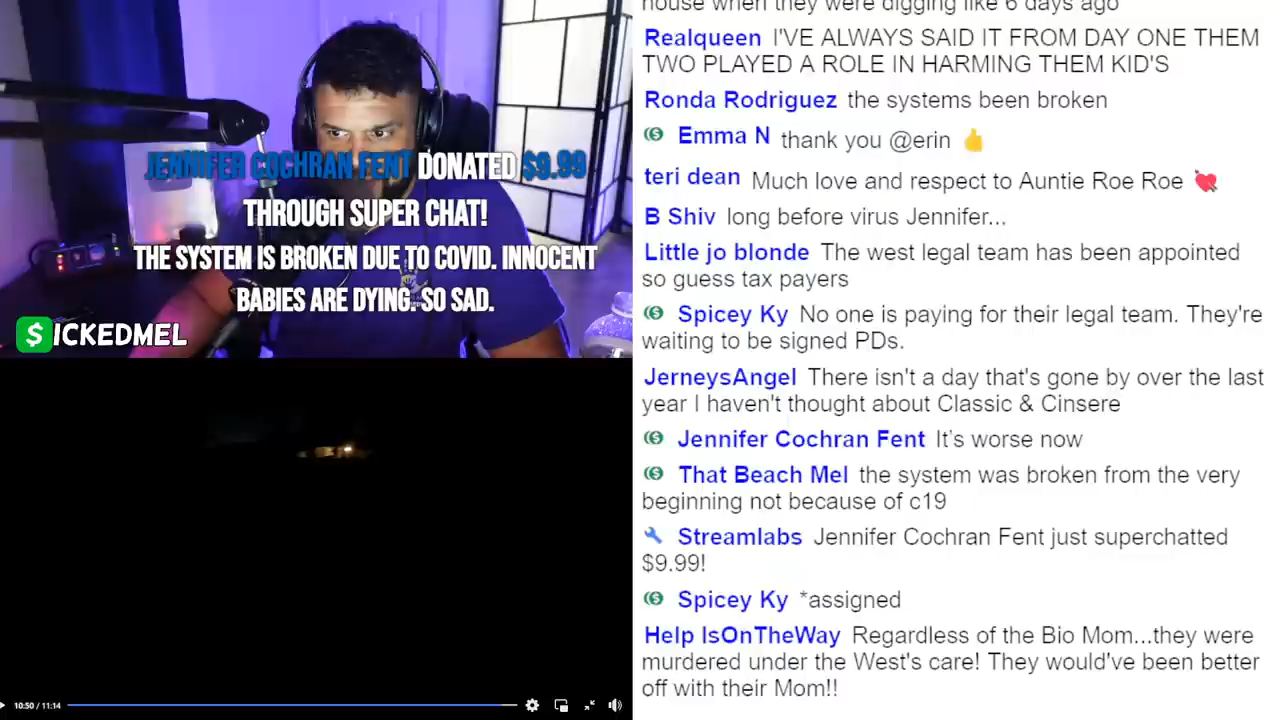 JENNIFER COCHRAN FENT DONATED $9.99
THROUGH SUPER CHAT!
THE SYSTEM IS BROKEN DUE TO COVID. INNOCENT
BABIES ARE DYING. SO SAD.
$ICKEDMEL
10:50 / 11:14
house when they were digging like 6 days ago
Realqueen I'VE ALWAYS SAID IT FROM DAY ONE THEM
TWO PLAYED A ROLE IN HARMING THEM KID'S
Ronda Rodriguez the systems been broken
Emma N thank you @erin 👍
teri dean Much love and respect to Auntie Roe Roe 💘
B Shiv long before virus Jennifer...
Little jo blonde The west legal team has been appointed
so guess tax payers
Spicey Ky No one is paying for their legal team. They're
waiting to be signed PDs.
JerneysAngel There isn't a day that's gone by over the last
year I haven't thought about Classic & Cinsere
Jennifer Cochran Fent It's worse now
That Beach Mel the system was broken from the very
beginning not because of c19
Streamlabs Jennifer Cochran Fent just superchatted
$9.99!
Spicey Ky *assigned
Help IsOnTheWay Regardless of the Bio Mom...they were
murdered under the West's care! They would've been better
off with their Mom!!